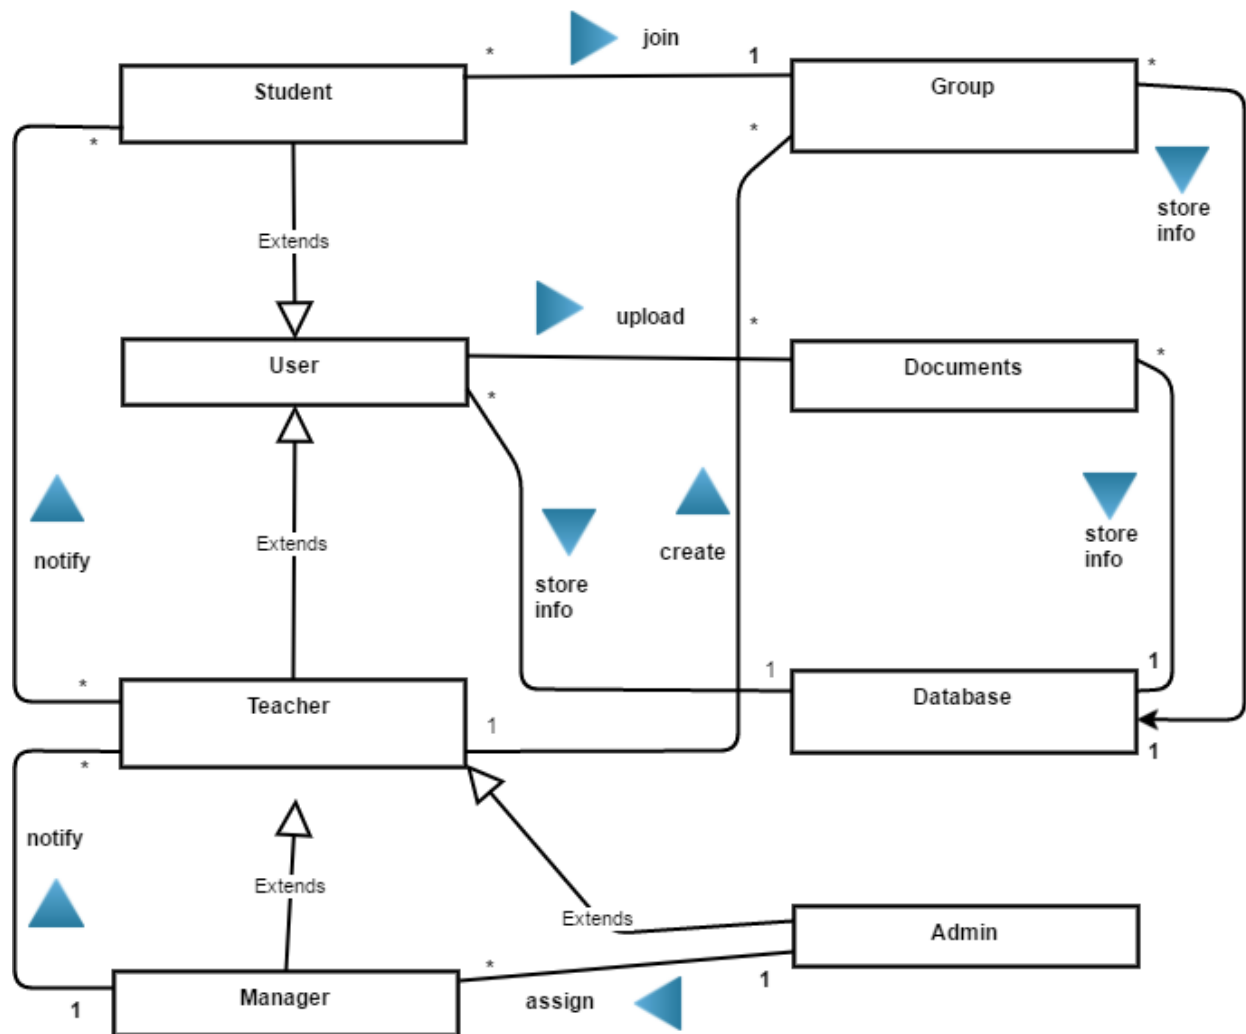 join
*
1
*
Student
Group
*
*
store
info
Extends
upload
*
User
*
Documents
*
notify
Extends
store
info
create
store
info
*
1
1
Teacher
1
Database
*
1
notify
Extends
Extends
Admin
*
1
Manager
assign
1